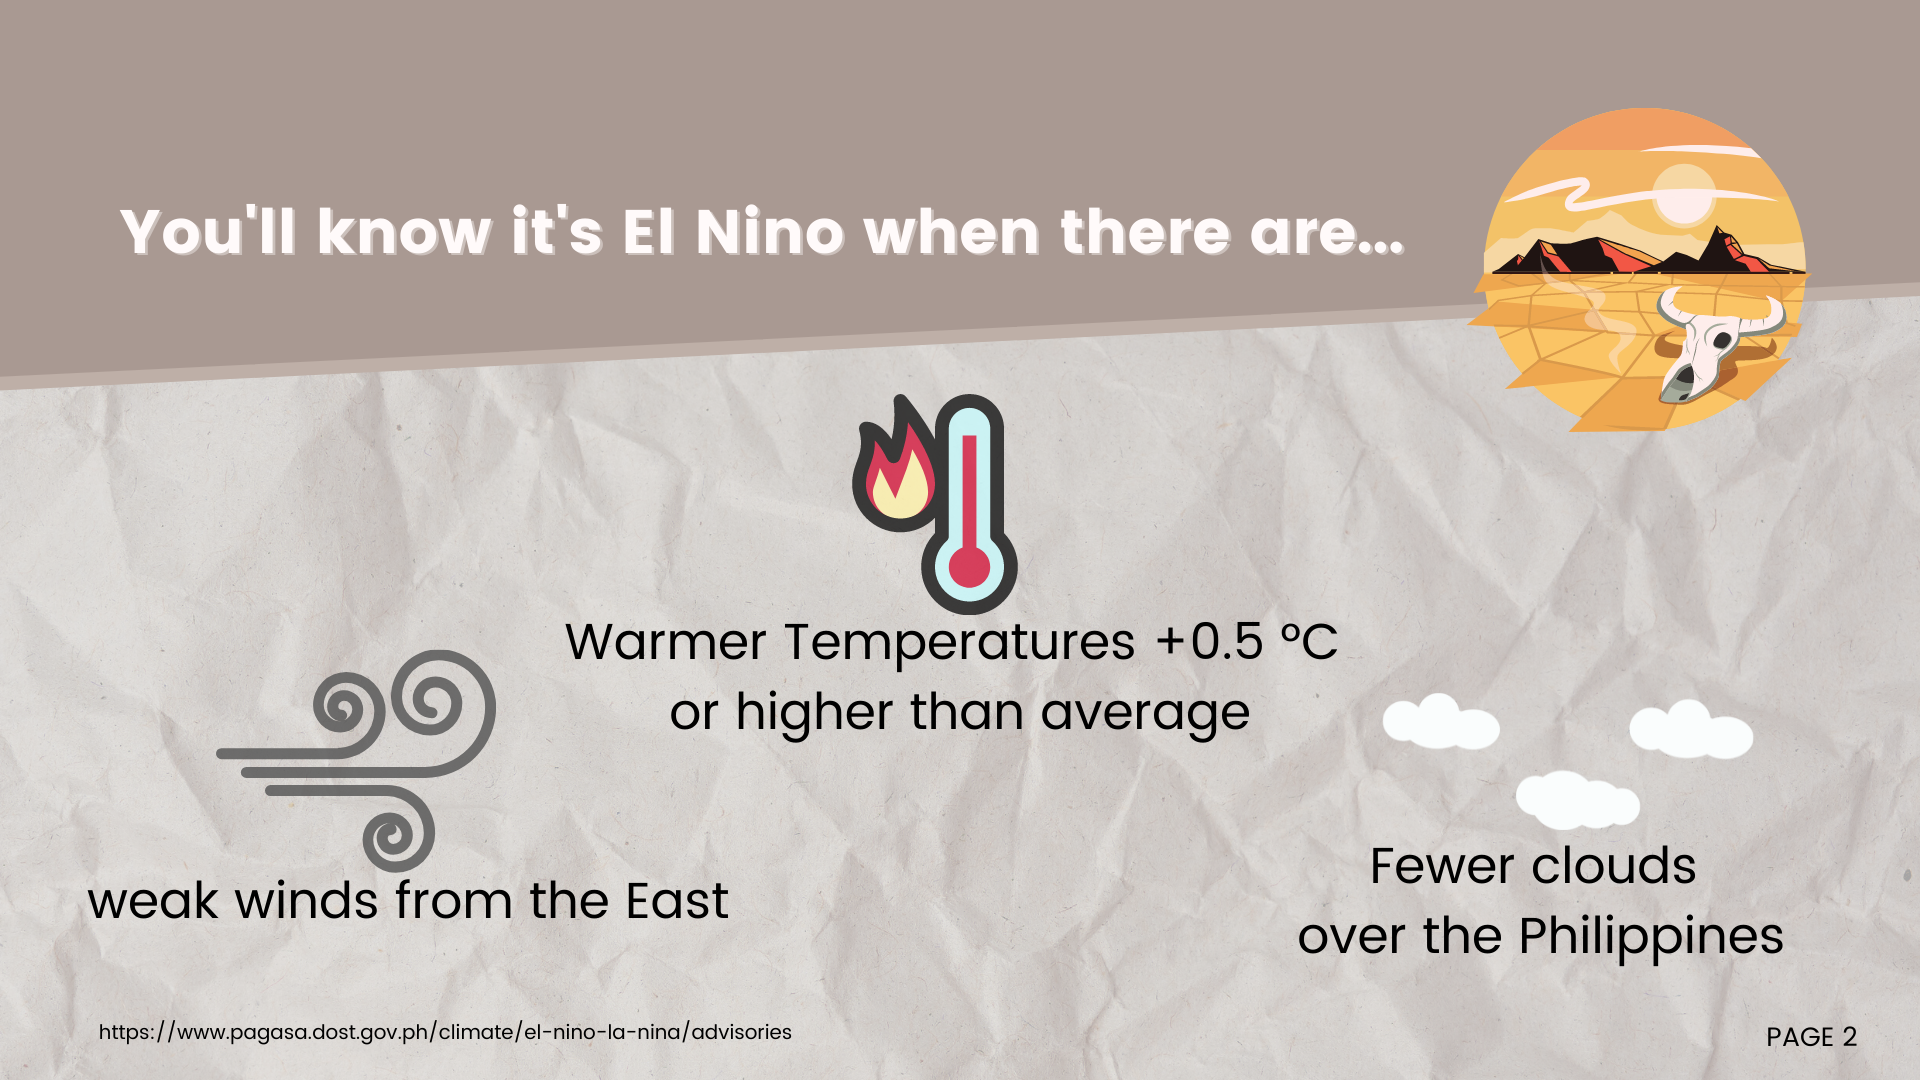 You'll know it's El Nino when there are...
Warmer Temperatures +0.5 °C
or higher than average
weak winds from the East
Fewer clouds
over the Philippines
https://www.pagasa.dost.gov.ph/climate/el-nino-la-nina/advisories
PAGE 2